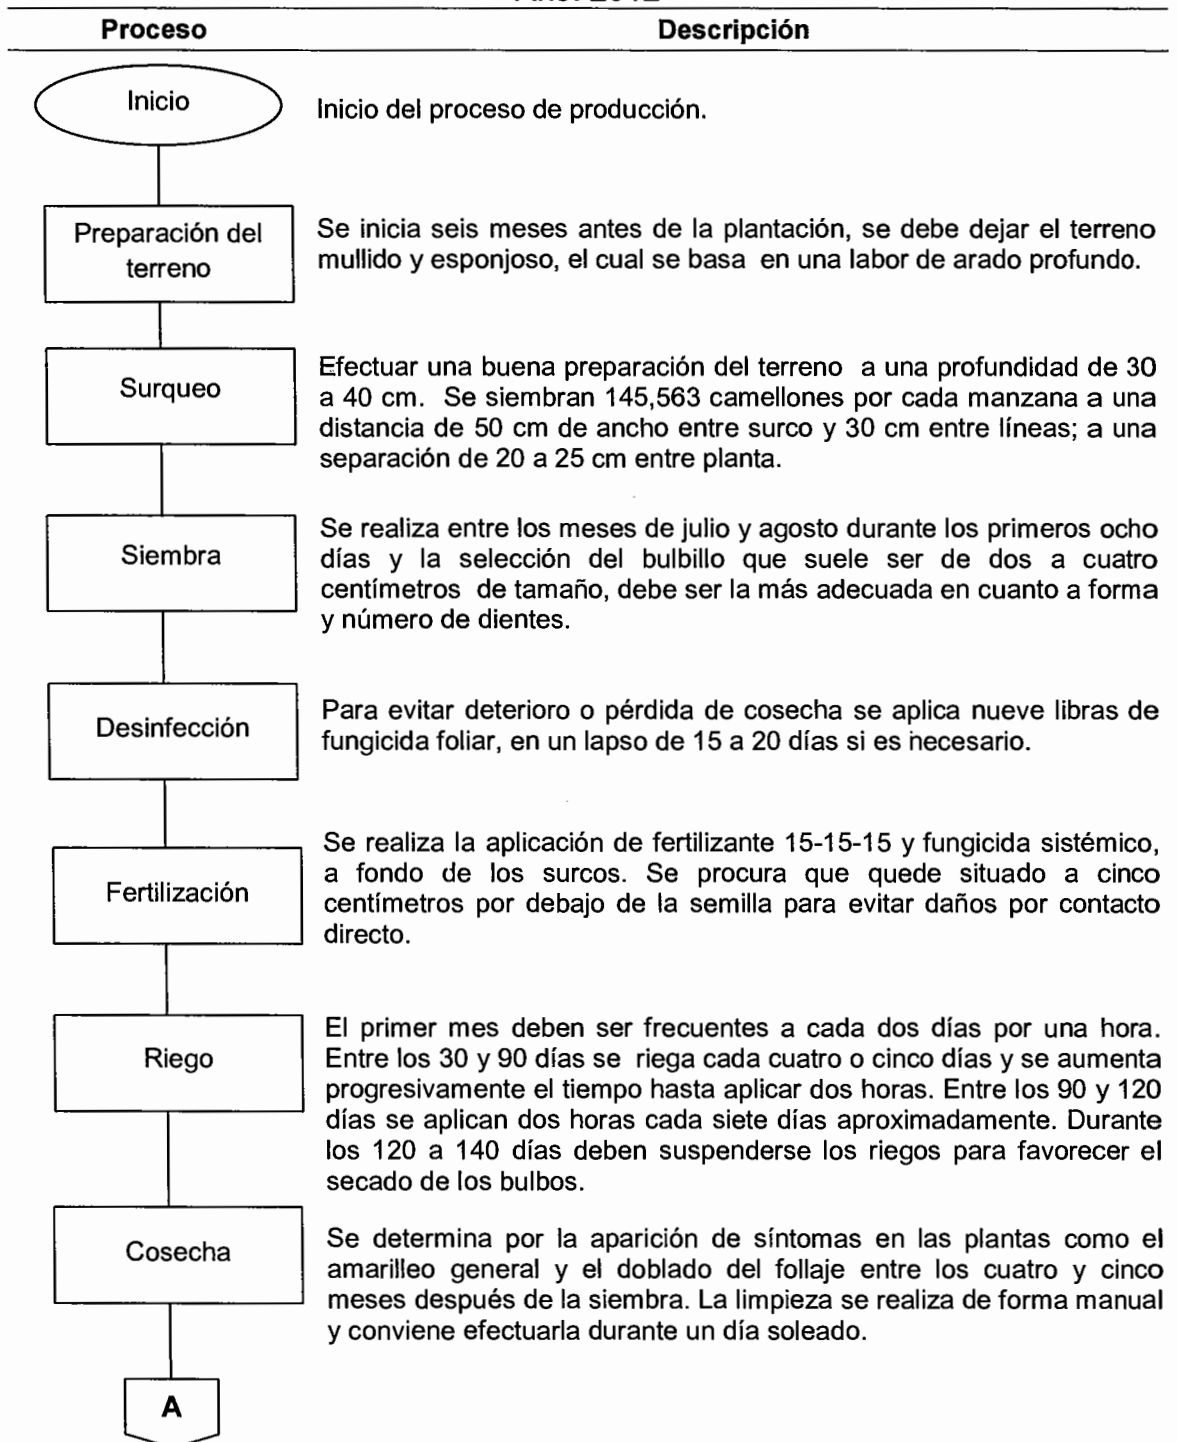 Proceso Descripción
Inicio
Inicio del proceso de producción.
Preparación del
terreno
Se inicia seis meses antes de la plantación, se debe dejar el terreno
mullido y esponjoso, el cual se basa en una labor de arado profundo.
Surqueo
Efectuar una buena preparación del terreno a una profundidad de 30
a 40 cm. Se siembran 145,563 camellones por cada manzana a una
distancia de 50 cm de ancho entre surco y 30 cm entre líneas; a una
separación de 20 a 25 cm entre planta.
Siembra
Se realiza entre los meses de julio y agosto durante los primeros ocho
días y la selección del bulbillo que suele ser de dos a cuatro
centímetros de tamaño, debe ser la más adecuada en cuanto a forma
y número de dientes.
Desinfección
Para evitar deterioro o pérdida de cosecha se aplica nueve libras de
fungicida foliar, en un lapso de 15 a 20 días si es necesario.
Fertilización
Se realiza la aplicación de fertilizante 15-15-15 y fungicida sistémico,
a fondo de los surcos. Se procura que quede situado a cinco
centímetros por debajo de la semilla para evitar daños por contacto
directo.
Riego
El primer mes deben ser frecuentes a cada dos días por una hora.
Entre los 30 y 90 días se riega cada cuatro o cinco días y se aumenta
progresivamente el tiempo hasta aplicar dos horas. Entre los 90 y 120
días se aplican dos horas cada siete días aproximadamente. Durante
los 120 a 140 días deben suspenderse los riegos para favorecer el
secado de los bulbos.
Cosecha
Se determina por la aparición de síntomas en las plantas como el
amarilleo general y el doblado del follaje entre los cuatro y cinco
meses después de la siembra. La limpieza se realiza de forma manual
y conviene efectuarla durante un día soleado.
A